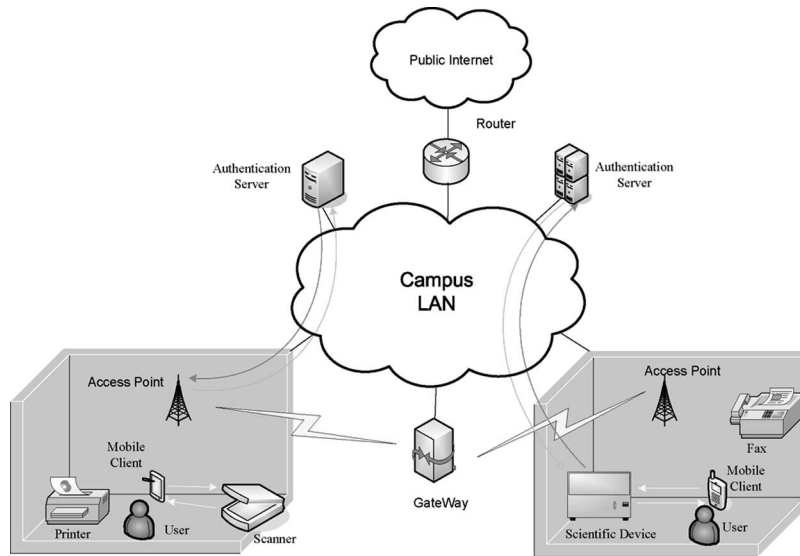 Public Internet
Router
Authentication
Server
Authentication
Server
Campus
LAN
Access Point
Access Point
Fax
Mobile
Client
Mobile
Client
GateWay
Printer
User
Scanner
Scientific Device
User